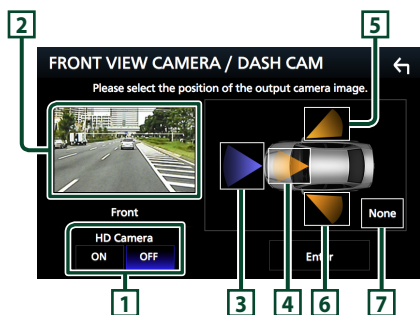 2
5
FRONT VIEW CAMERA / DASH CAM
Please select the position of the output camera image.
Front
None
HD Camera
ON OFF
Enter
1
3
4
6
7